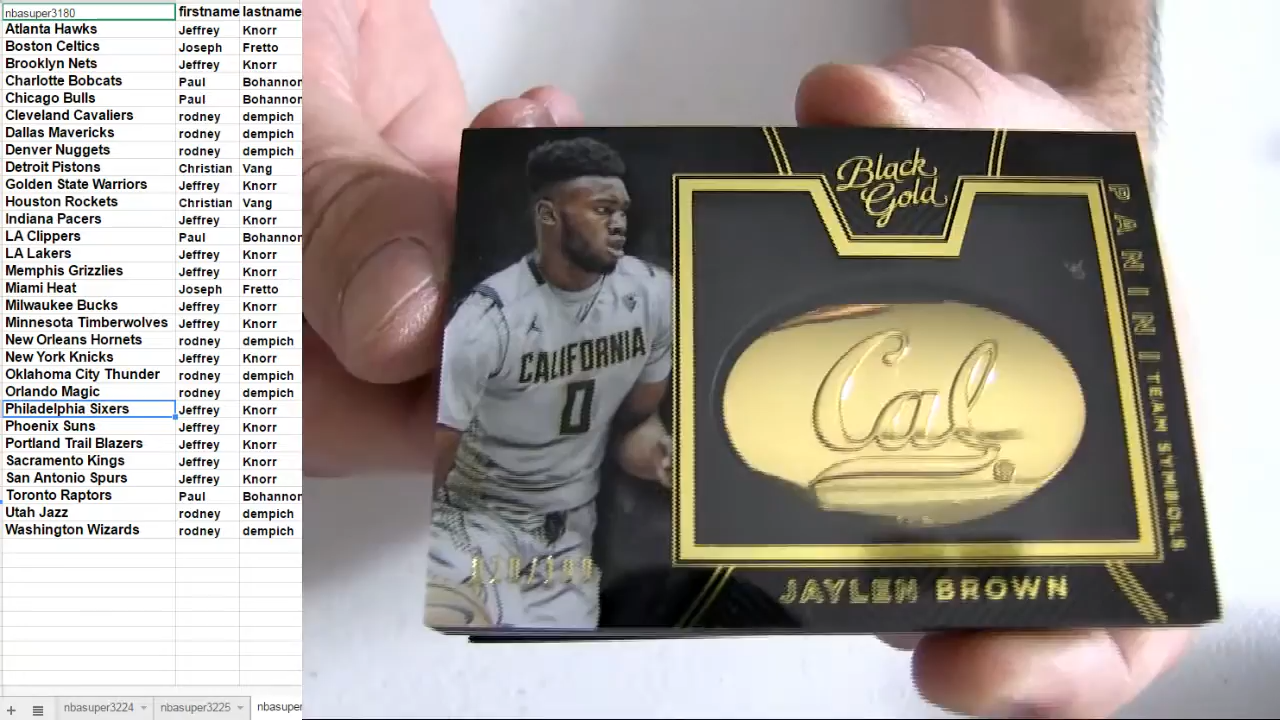 nbasuper3180 firstname lastname
Atlanta Hawks Jeffrey Knorr
Boston Celtics Joseph Fretto
Brooklyn Nets Jeffrey Knorr
Charlotte Bobcats Paul Bohannon
Chicago Bulls Paul Bohannon
Cleveland Cavaliers rodney dempich
Dallas Mavericks rodney dempich
Denver Nuggets rodney dempich
Detroit Pistons Christian Vang
Golden State Warriors Jeffrey Knorr
Houston Rockets Christian Vang
Indiana Pacers Jeffrey Knorr
LA Clippers Paul Bohannon
LA Lakers Jeffrey Knorr
Memphis Grizzlies Jeffrey Knorr
Miami Heat Joseph Fretto
Milwaukee Bucks Jeffrey Knorr
Minnesota Timberwolves Jeffrey Knorr
New Orleans Hornets rodney dempich
New York Knicks Jeffrey Knorr
Oklahoma City Thunder rodney dempich
Orlando Magic rodney dempich
Philadelphia Sixers Jeffrey Knorr
Phoenix Suns Jeffrey Knorr
Portland Trail Blazers Jeffrey Knorr
Sacramento Kings Jeffrey Knorr
San Antonio Spurs Jeffrey Knorr
Toronto Raptors Paul Bohannon
Utah Jazz rodney dempich
Washington Wizards rodney dempich
nbasuper3224 nbasuper3225 nbasuper
Black
Gold
PANINI TEAM SYMBOLS
CALIFORNIA
0
Cal
JAYLEN BROWN